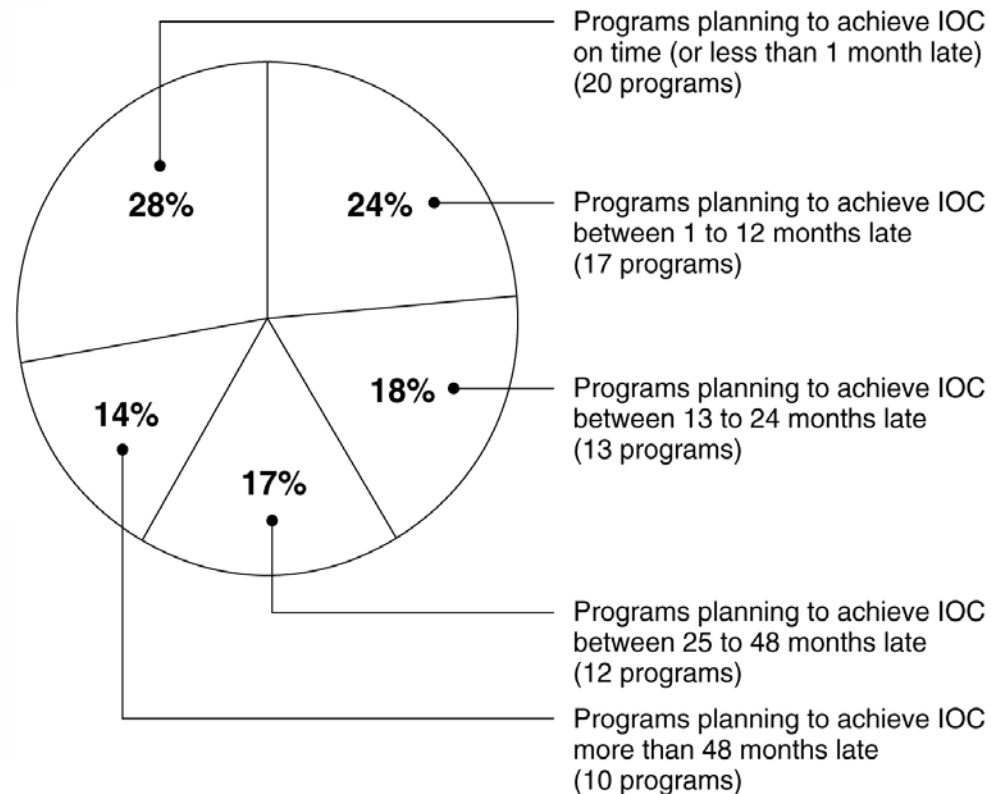 Programs planning to achieve IOC
on time (or less than 1 month late)
(20 programs)
28%
24%
Programs planning to achieve IOC
between 1 to 12 months late
(17 programs)
18%
Programs planning to achieve IOC
between 13 to 24 months late
(13 programs)
14%
17%
Programs planning to achieve IOC
between 25 to 48 months late
(12 programs)
Programs planning to achieve IOC
more than 48 months late
(10 programs)